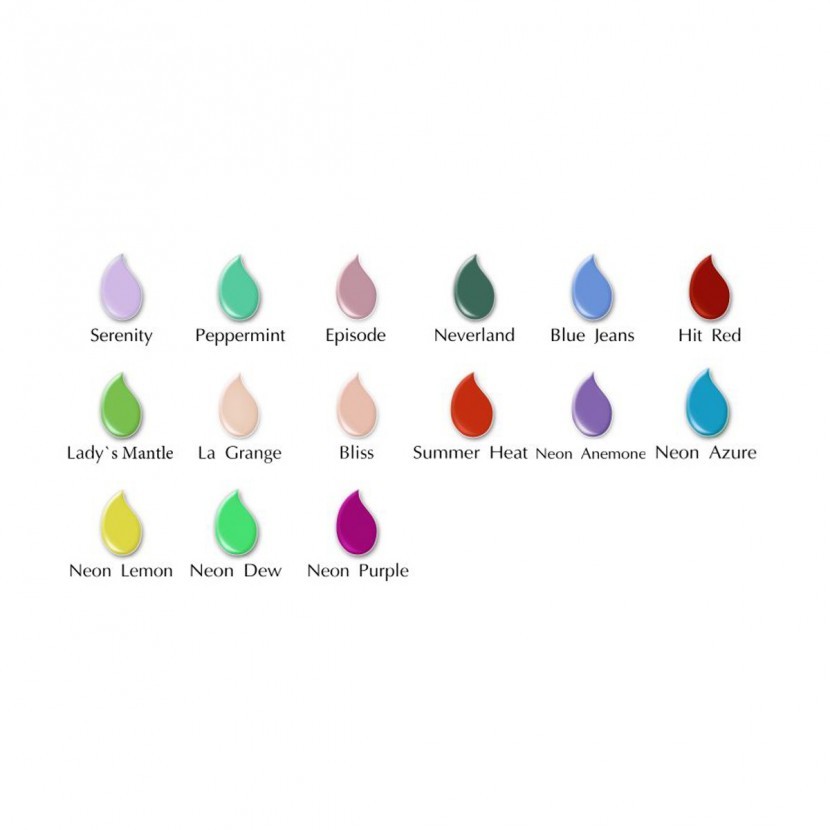 Serenity Peppermint Episode Neverland Blue Jeans Hit Red
Lady`s Mantle La Grange Bliss Summer Heat Neon Anemone Neon Azure
Neon Lemon Neon Dew Neon Purple